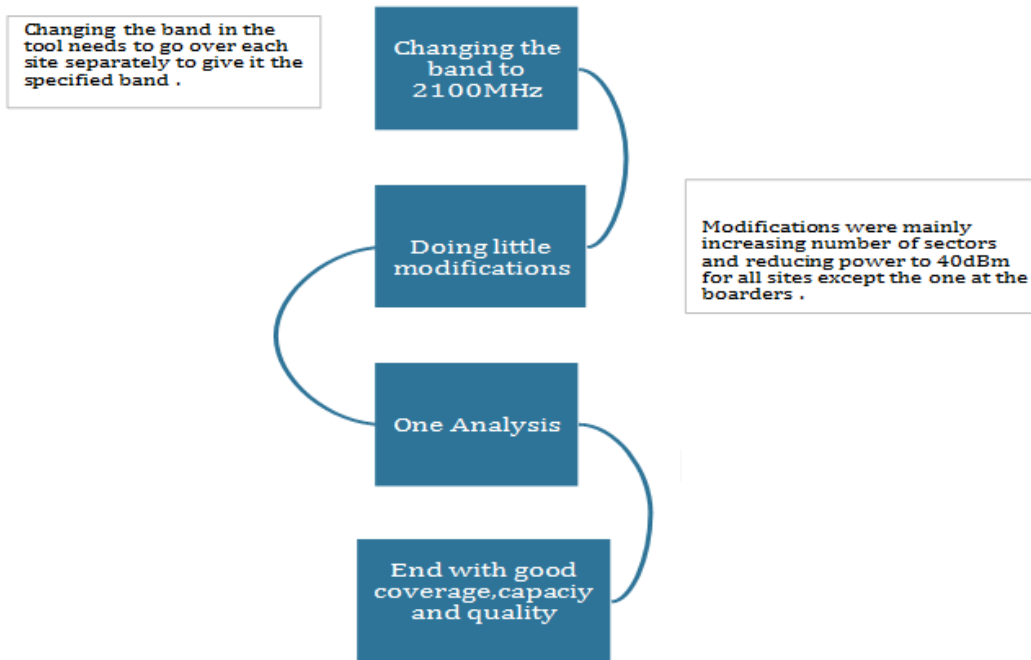 Changing the band in the
tool needs to go over each
site separately to give it the
specified band .
Changing the
band to
2100MHz
Doing little
modifications
Modifications were mainly
increasing number of sectors
and reducing power to 40dBm
for all sites except the one at the
boarders .
One Analysis
End with good
coverage,capaciy
and quality